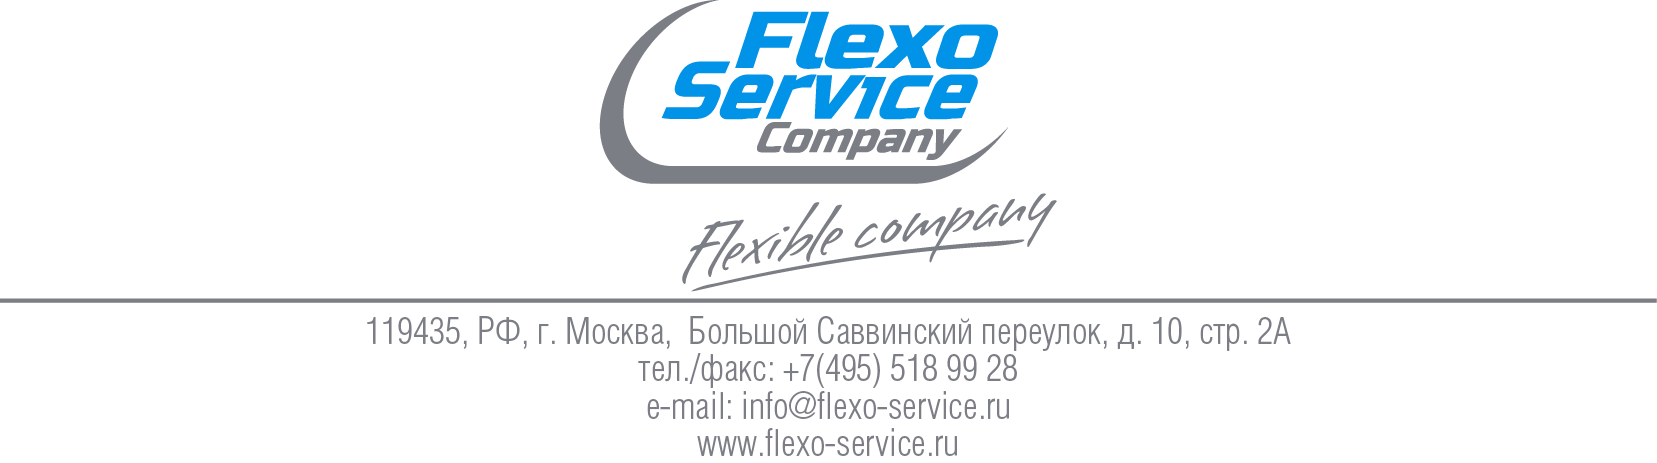 Flexo
Service
Company
Flexible company
119435, РФ, г. Москва, Большой Саввинский переулок, д. 10, стр. 2А
тел./факс: +7(495) 518 99 28
e-mail: info@flexo-service.ru
www.flexo-service.ru